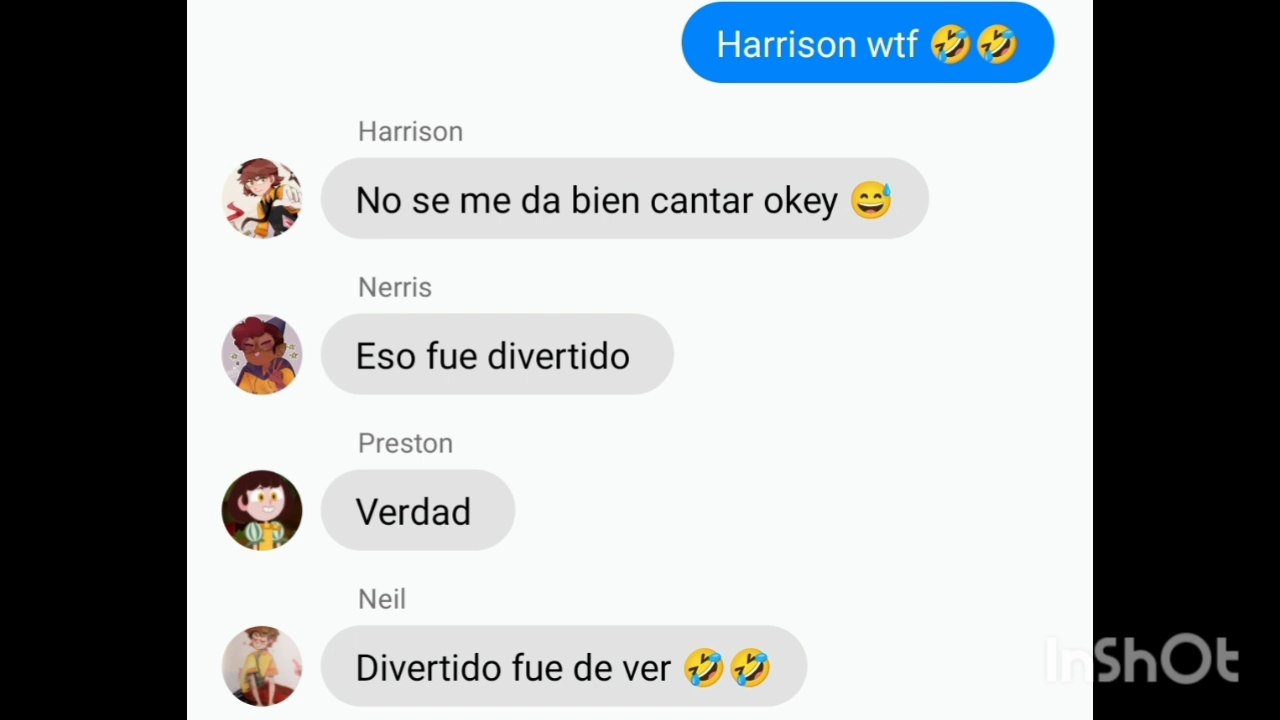 Harrison wtf 🤣🤣
Harrison
No se me da bien cantar okey 😅
Nerris
Eso fue divertido
Preston
Verdad
Neil
Divertido fue de ver 🤣🤣
InShOt